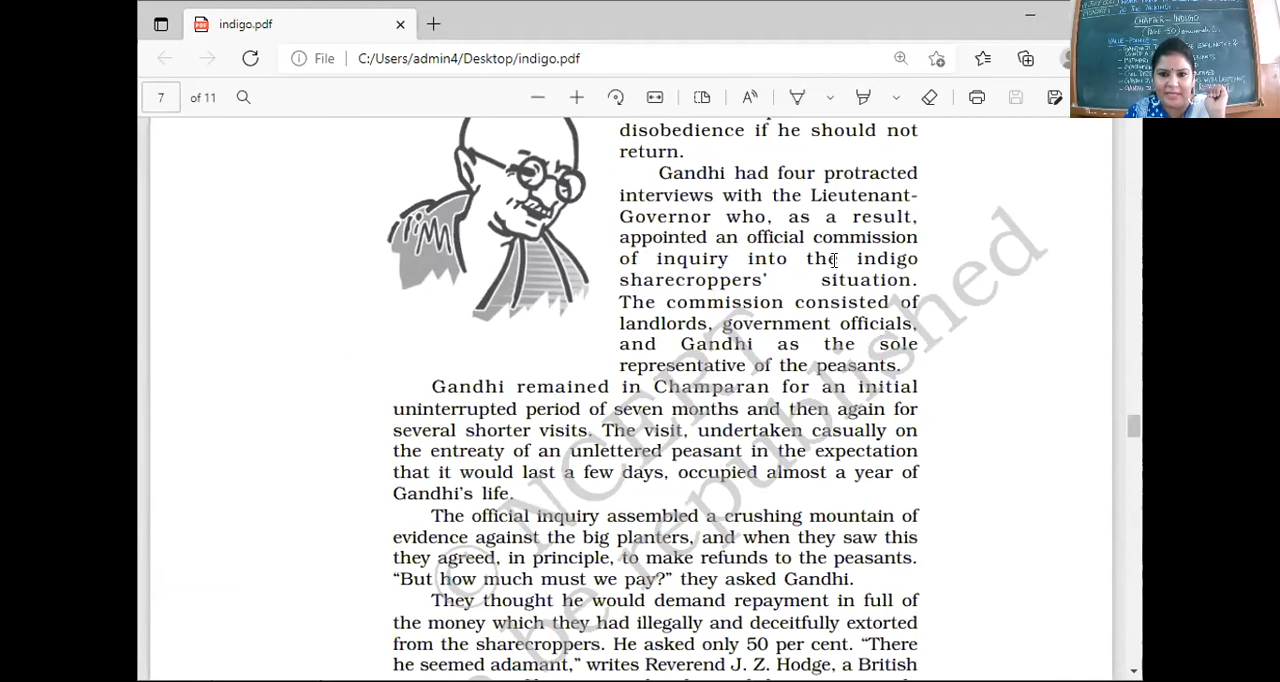 indigo.pdf
File C:/Users/admin4/Desktop/indigo.pdf
7 of 11
disobedience if he should not
return.
Gandhi had four protracted
interviews with the Lieutenant-
Governor who, as a result,
appointed an official commission
of inquiry into the indigo
sharecroppers' situation.
The commission consisted of
landlords, government officials,
and Gandhi as the sole
representative of the peasants.
Gandhi remained in Champaran for an initial
uninterrupted period of seven months and then again for
several shorter visits. The visit, undertaken casually on
the entreaty of an unlettered peasant in the expectation
that it would last a few days, occupied almost a year of
Gandhi's life.
The official inquiry assembled a crushing mountain of
evidence against the big planters, and when they saw this
they agreed, in principle, to make refunds to the peasants.
“But how much must we pay?” they asked Gandhi.
They thought he would demand repayment in full of
the money which they had illegally and deceitfully extorted
from the sharecroppers. He asked only 50 per cent. “There
he seemed adamant,” writes Reverend J. Z. Hodge, a British
© NCERT
be republished
CHAPTER - INDIGO
VALUE-POINTS